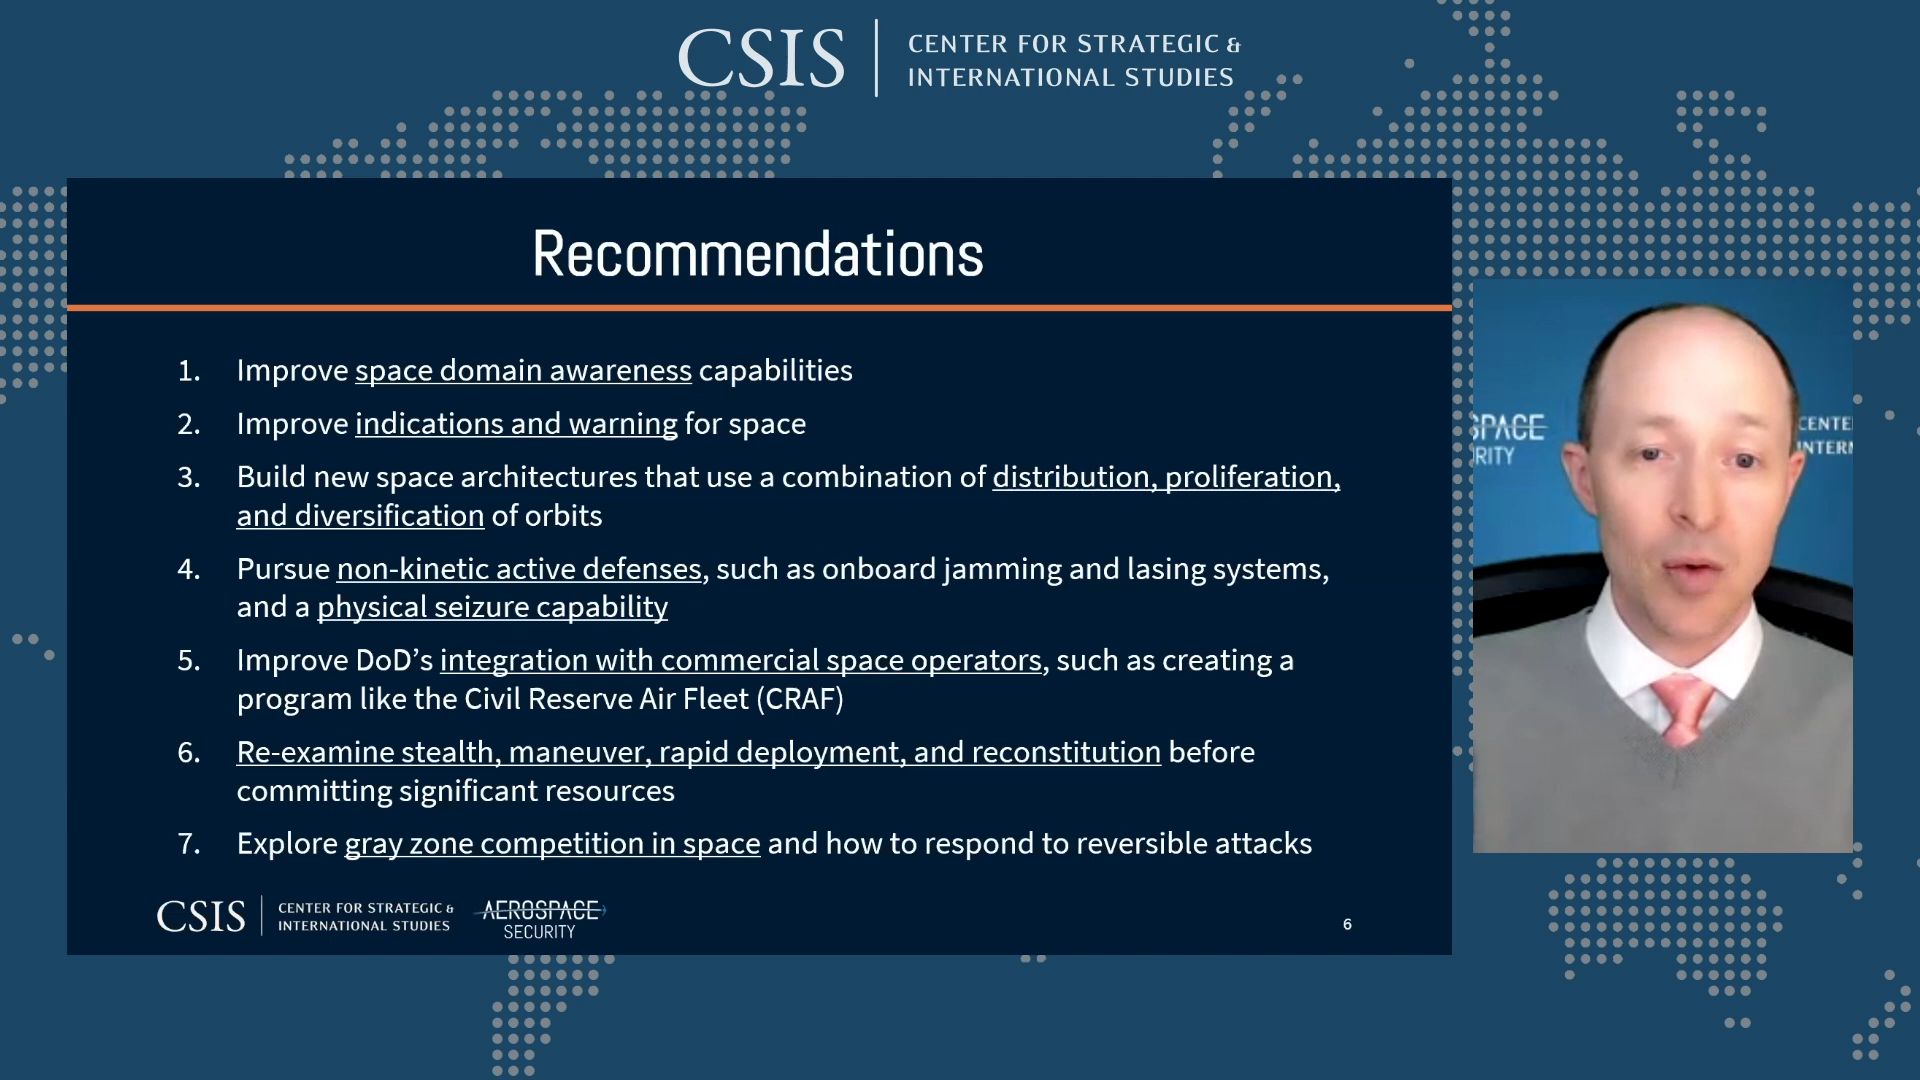 CSIS
CENTER FOR STRATEGIC &
INTERNATIONAL STUDIES
Recommendations
1. Improve space domain awareness capabilities
2. Improve indications and warning for space
3. Build new space architectures that use a combination of distribution, proliferation,
and diversification of orbits
4. Pursue non-kinetic active defenses, such as onboard jamming and lasing systems,
and a physical seizure capability
5. Improve DoD’s integration with commercial space operators, such as creating a
program like the Civil Reserve Air Fleet (CRAF)
6. Re-examine stealth, maneuver, rapid deployment, and reconstitution before
committing significant resources
7. Explore gray zone competition in space and how to respond to reversible attacks
CSIS
CENTER FOR STRATEGIC &
INTERNATIONAL STUDIES
AEROSPACE
SECURITY
6
SPACE
RITY
CENTE
INTERN